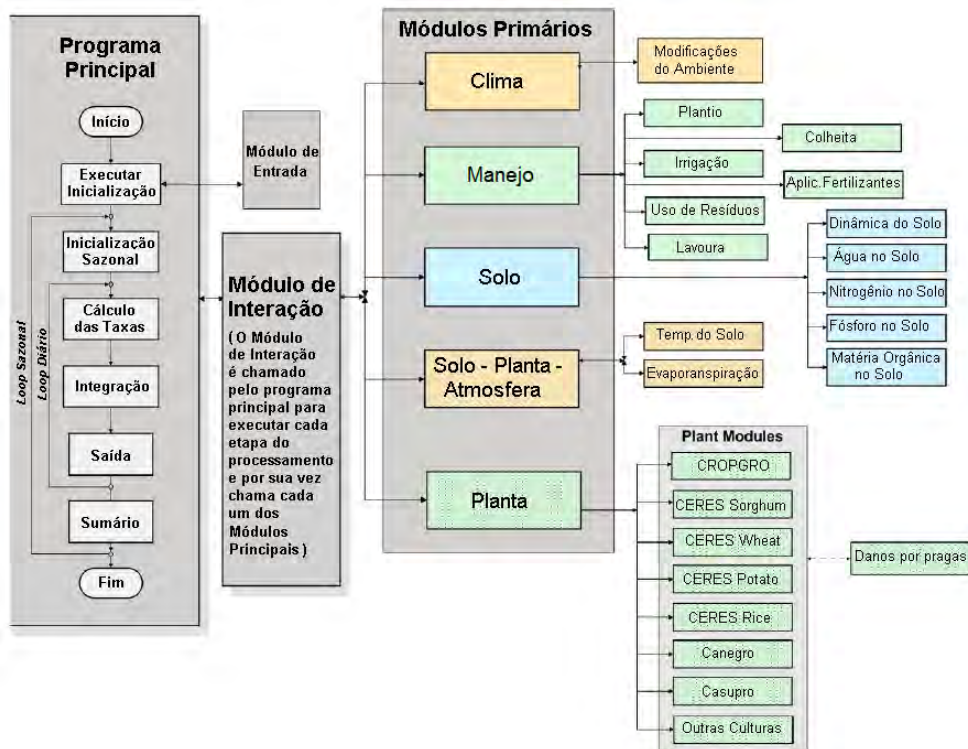 Programa
Principal
Início
Executar
Inicialização
Inicialização
Sazonal
Cálculo
das Taxas
Integração
Saída
Sumário
Fim
Loop Sazonal
Loop Diário
Módulo de
Entrada
Módulo de
Interação
( O Módulo
de Interação
é chamado
pelo programa
principal para
executar cada
etapa do
processamento
e por sua vez
chama cada
um dos
Módulos
Principais )
Módulos Primários
Clima
Manejo
Solo
Solo - Planta -
Atmosfera
Planta
Modificações
do Ambiente
Plantio
Colheita
Irrigação
Aplic.Fertilizantes
Uso de Resíduos
Lavoura
Dinâmica do Solo
Água no Solo
Nitrogênio no Solo
Fósforo no Solo
Matéria Orgânica
no Solo
Temp.do Solo
Evaporanspiração
Plant Modules
CROPGRO
CERES Sorghum
CERES Wheat
CERES Potato
CERES Rice
Canegro
Casupro
Outras Culturas
Danos por pragas